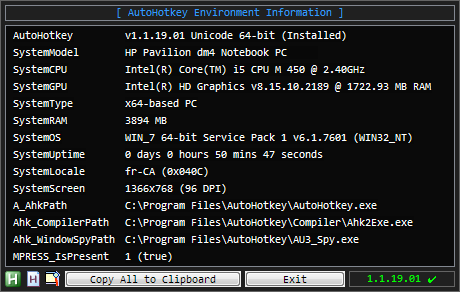 [ AutoHotkey Environment Information ]
AutoHotkey v1.1.19.01 Unicode 64-bit (Installed)
SystemModel HP Pavilion dm4 Notebook PC
SystemCPU Intel(R) Core(TM) i5 CPU M 450 @ 2.40GHz
SystemGPU Intel(R) HD Graphics v8.15.10.2189 @ 1722.93 MB RAM
SystemType x64-based PC
SystemRAM 3894 MB
SystemOS WIN_7 64-bit Service Pack 1 v6.1.7601 (WIN32_NT)
SystemUptime 0 days 0 hours 50 mins 47 seconds
SystemLocale fr-CA (0x040C)
SystemScreen 1366x768 (96 DPI)
A_AhkPath C:\Program Files\AutoHotkey\AutoHotkey.exe
Ahk_CompilerPath C:\Program Files\AutoHotkey\Compiler\Ahk2Exe.exe
Ahk_WindowSpyPath C:\Program Files\AutoHotkey\AU3_Spy.exe
MPRESS_IsPresent 1 (true)
H H Copy All to Clipboard Exit 1.1.19.01 ✔